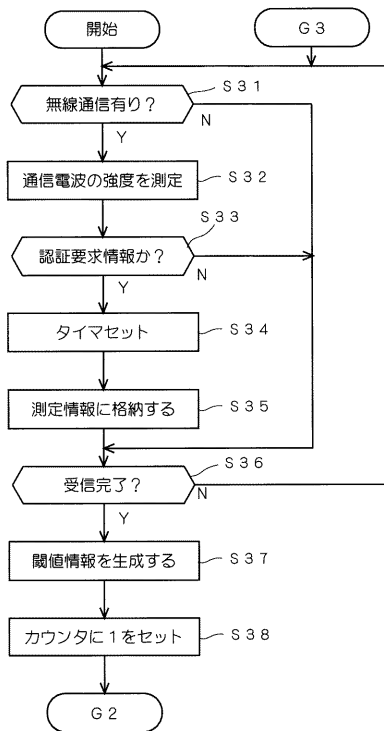 開始
G3
無線通信有り？
S31
N
Y
通信電波の強度を測定
S32
S33
認証要求情報か？
N
Y
タイマセット
S34
測定情報に格納する
S35
S36
受信完了？
N
Y
閾値情報を生成する
S37
カウンタに１をセット
S38
G2